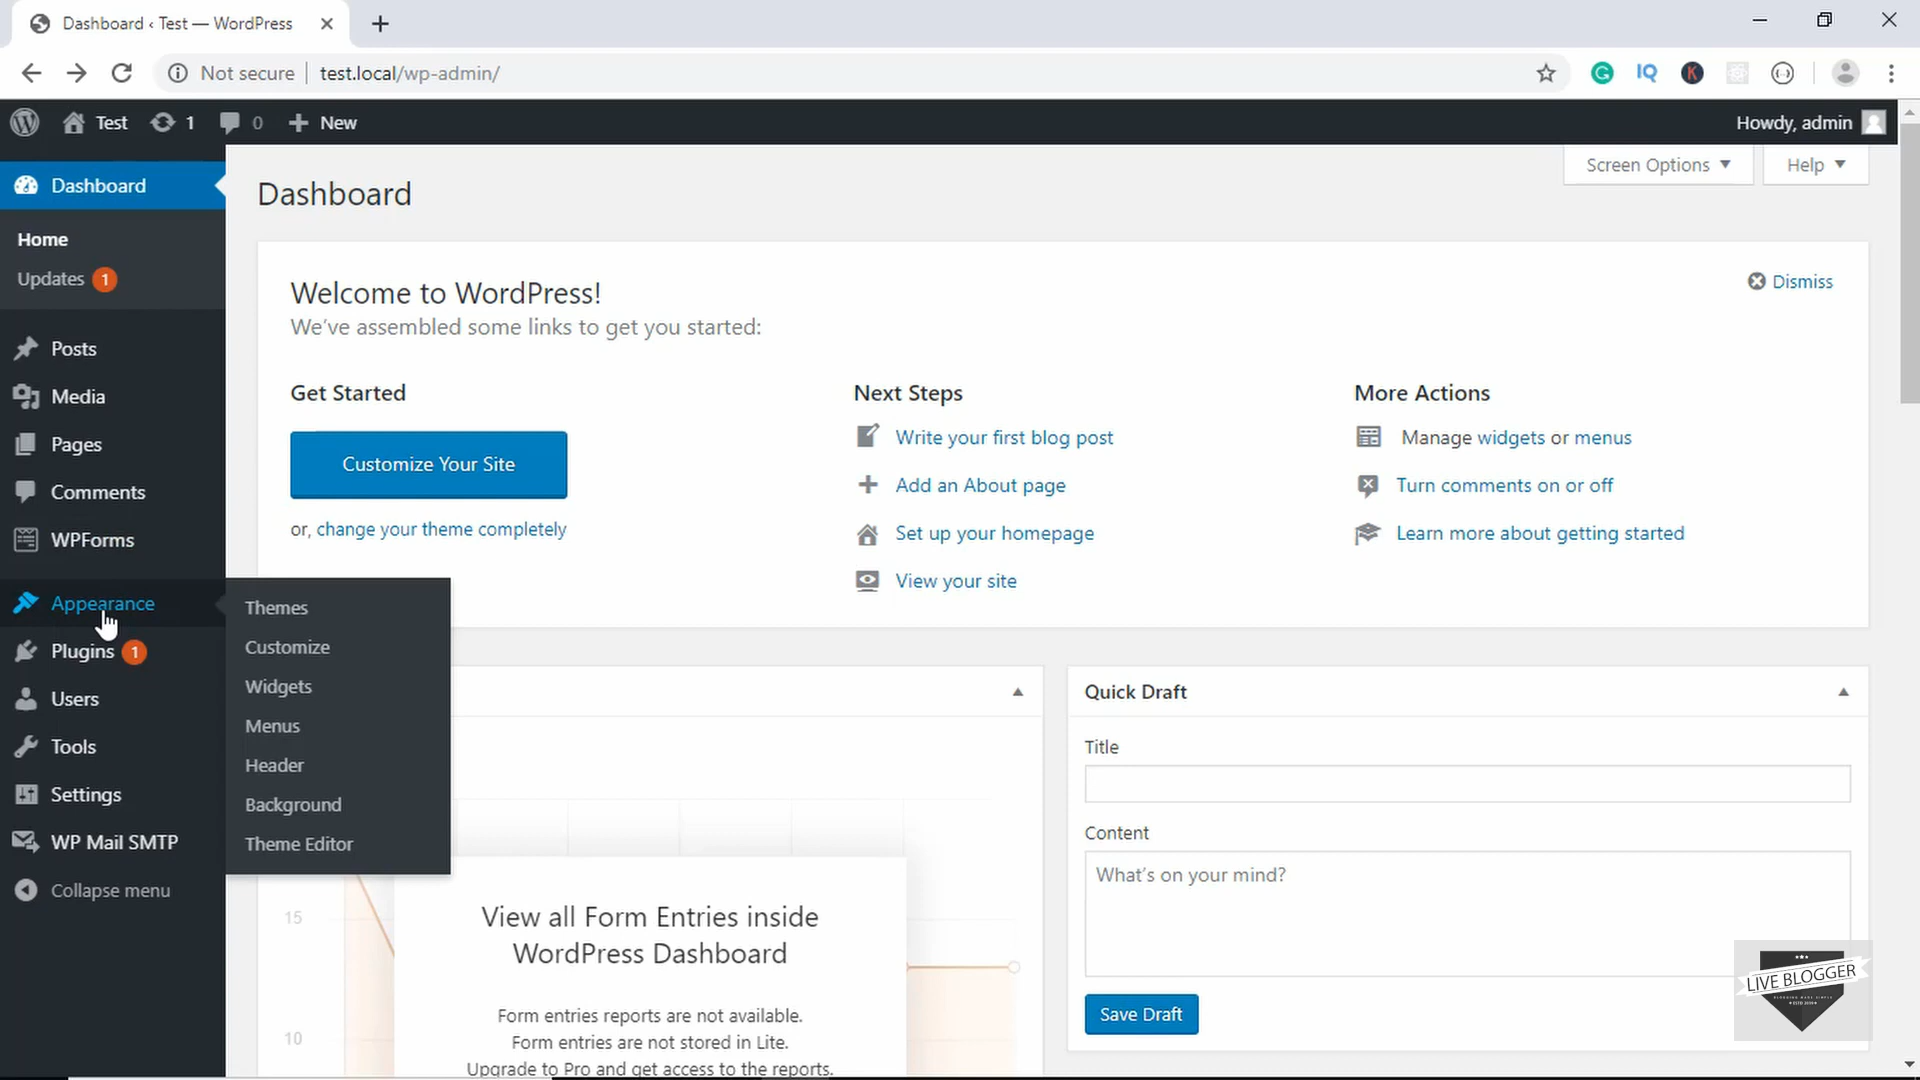 Dashboard ‹ Test — WordPress
Not secure
test.local/wp-admin/
IQ
K
Test
1
0
New
Howdy, admin
Dashboard
Home
Updates 1
Posts
Media
Pages
Comments
WPForms
Appearance
Plugins 1
Users
Tools
Settings
WP Mail SMTP
Collapse menu
Themes
Customize
Widgets
Menus
Header
Background
Theme Editor
Screen Options
Help
Dashboard
Welcome to WordPress!
We've assembled some links to get you started:
Dismiss
Get Started
Customize Your Site
or, change your theme completely
Next Steps
Write your first blog post
Add an About page
Set up your homepage
View your site
More Actions
Manage widgets or menus
Turn comments on or off
Learn more about getting started
15
10
View all Form Entries inside
WordPress Dashboard
Form entries reports are not available.
Form entries are not stored in Lite.
Upgrade to Pro and get access to the reports.
Quick Draft
Title
Content
What's on your mind?
Save Draft
LIVE BLOGGER